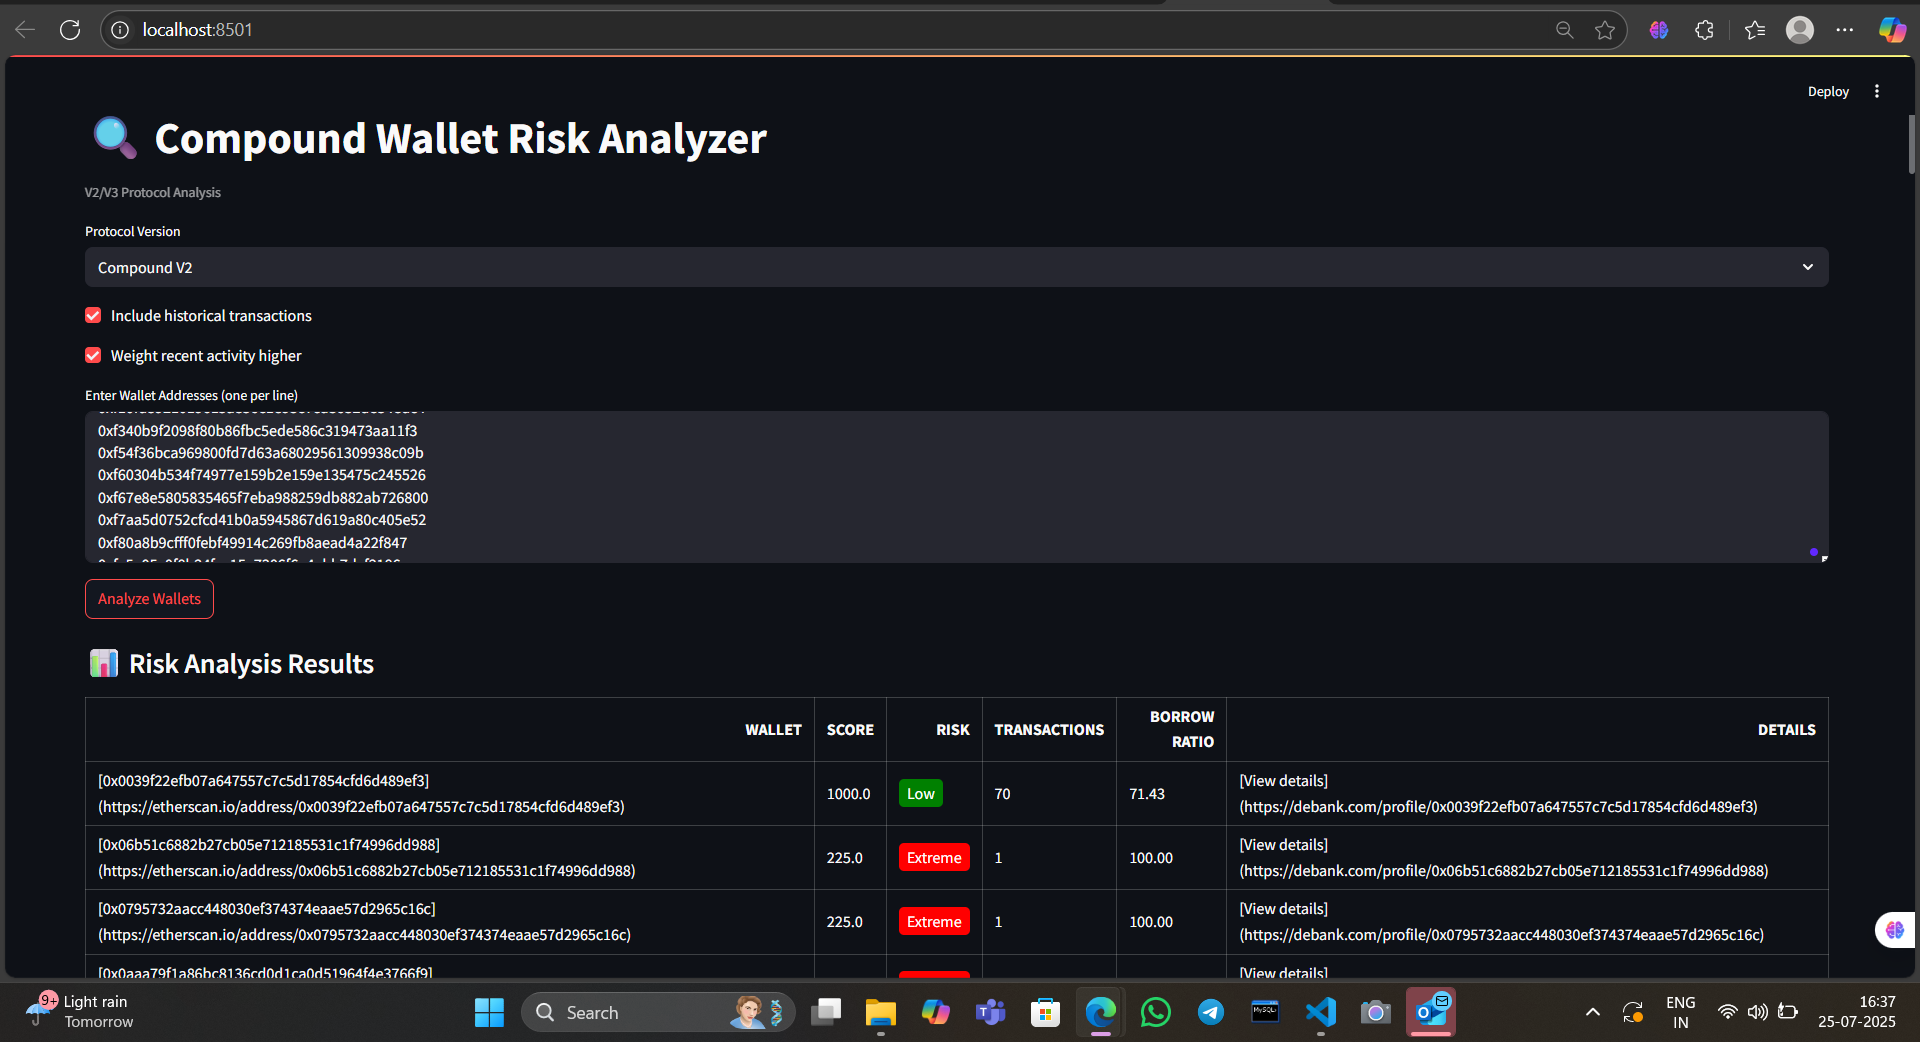 localhost:8501
Deploy
Compound Wallet Risk Analyzer
V2/V3 Protocol Analysis
Protocol Version
Compound V2
Include historical transactions
Weight recent activity higher
Enter Wallet Addresses (one per line)
0xf340b9f2098f80b86fbc5ede586c319473aa11f3
0xf54f36bca969800fd7d63a68029561309938c09b
0xf60304b534f74977e159b2e159e135475c245526
0xf67e8e5805835465f7eba988259db882ab726800
0xf7aa5d0752cfcd41b0a5945867d619a80c405e52
0xf80a8b9cfff0febf49914c269fb8aead4a22f847
Analyze Wallets
Risk Analysis Results
WALLET SCORE RISK TRANSACTIONS BORROW RATIO DETAILS
[0x0039f22efb07a647557c7c5d17854cfd6d489ef3]
(https://etherscan.io/address/0x0039f22efb07a647557c7c5d17854cfd6d489ef3)
1000.0
Low
70
71.43
[View details]
(https://debank.com/profile/0x0039f22efb07a647557c7c5d17854cfd6d489ef3)
[0x06b51c6882b27cb05e712185531c1f74996dd988]
(https://etherscan.io/address/0x06b51c6882b27cb05e712185531c1f74996dd988)
225.0
Extreme
1
100.00
[View details]
(https://debank.com/profile/0x06b51c6882b27cb05e712185531c1f74996dd988)
[0x0795732aacc448030ef374374eaae57d2965c16c]
(https://etherscan.io/address/0x0795732aacc448030ef374374eaae57d2965c16c)
225.0
Extreme
1
100.00
[View details]
(https://debank.com/profile/0x0795732aacc448030ef374374eaae57d2965c16c)
[0x0aaa79f1a86bc8136cd0d1ca0d51964f4e3766f9]
[View details]
9+
Light rain
Tomorrow
Search
MySQL
ENG
IN
16:37
25-07-2025